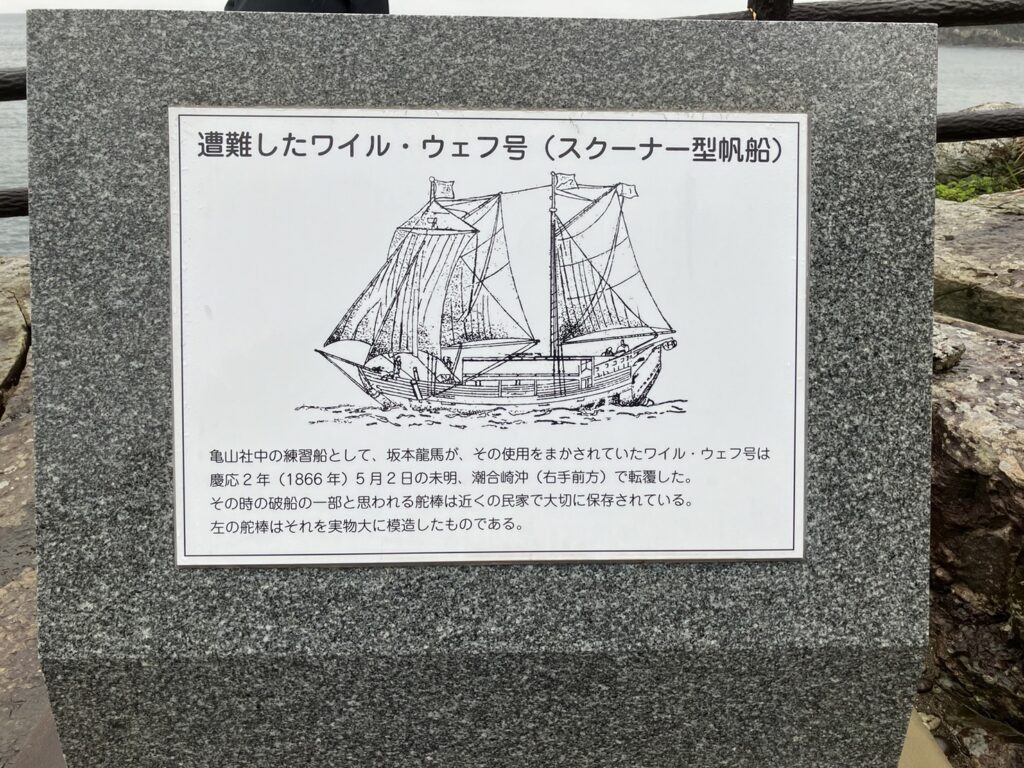 遭難したワイル・ウェフ号（スクーナー型帆船）
亀山社中の練習船として、坂本龍馬が、その使用をまかされていたワイル・ウェフ号は
慶応２年（1866 年）５月２日の未明、潮合崎沖（右手前方）で転覆した。
その時の破船の一部と思われる舵棒は近くの民家で大切に保存されている。
左の舵棒はそれを実物大に模造したものである。